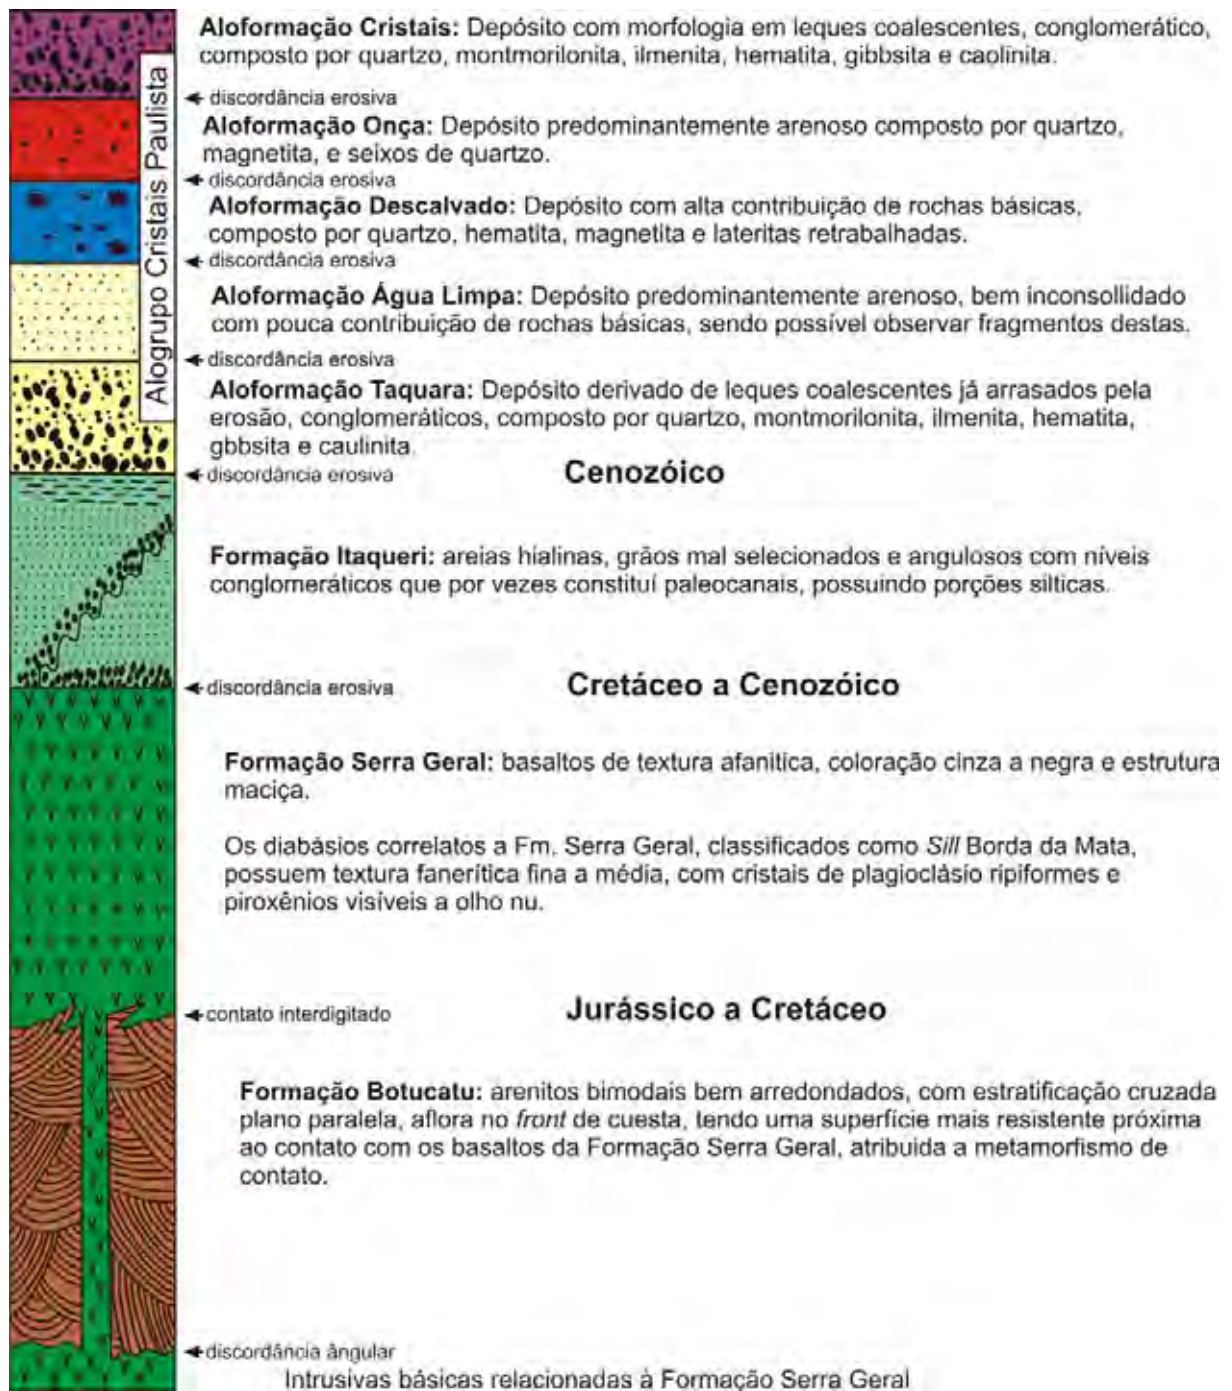 Aloformação Cristais: Depósito com morfologia em leques coalescentes, conglomerático,
composto por quartzo, montmorilonita, ilmenita, hematita, gibbsita e caolinita.
discordância erosiva
Aloformação Onça: Depósito predominantemente arenoso composto por quartzo,
magnetita, e seixos de quartzo.
discordância erosiva
Aloformação Descalvado: Depósito com alta contribuição de rochas básicas,
composto por quartzo, hematita, magnetita e lateritas retrabalhadas.
discordância erosiva
Alogrupo Cristais Paulista
Aloformação Água Limpa: Depósito predominantemente arenoso, bem inconsollidado
com pouca contribuição de rochas básicas, sendo possível observar fragmentos destas.
discordância erosiva
Aloformação Taquara: Depósito derivado de leques coalescentes já arrasados pela
erosão, conglomeráticos, composto por quartzo, montmorilonita, ilmenita, hematita,
gbbsita e caulinita.
discordância erosiva
Cenozóico
Formação Itaqueri: areias hialinas, grãos mal selecionados e angulosos com níveis
conglomeráticos que por vezes constituí paleocanais, possuindo porções sílticas.
discordância erosiva
Cretáceo a Cenozóico
Formação Serra Geral: basaltos de textura afanítica, coloração cinza a negra e estrutura
maciça.
Os diabásios correlatos a Fm. Serra Geral, classificados como Sill Borda da Mata,
possuem textura fanerítica fina a média, com cristais de plagioclásio ripiformes e
piroxênios visíveis a olho nu.
contato interdigitado
Jurássico a Cretáceo
Formação Botucatu: arenitos bimodais bem arredondados, com estratificação cruzada
plano paralela, aflora no front de cuesta, tendo uma superfície mais resistente próxima
ao contato com os basaltos da Formação Serra Geral, atribuida a metamorfismo de
contato.
discordância ângular
Intrusivas básicas relacionadas à Formação Serra Geral